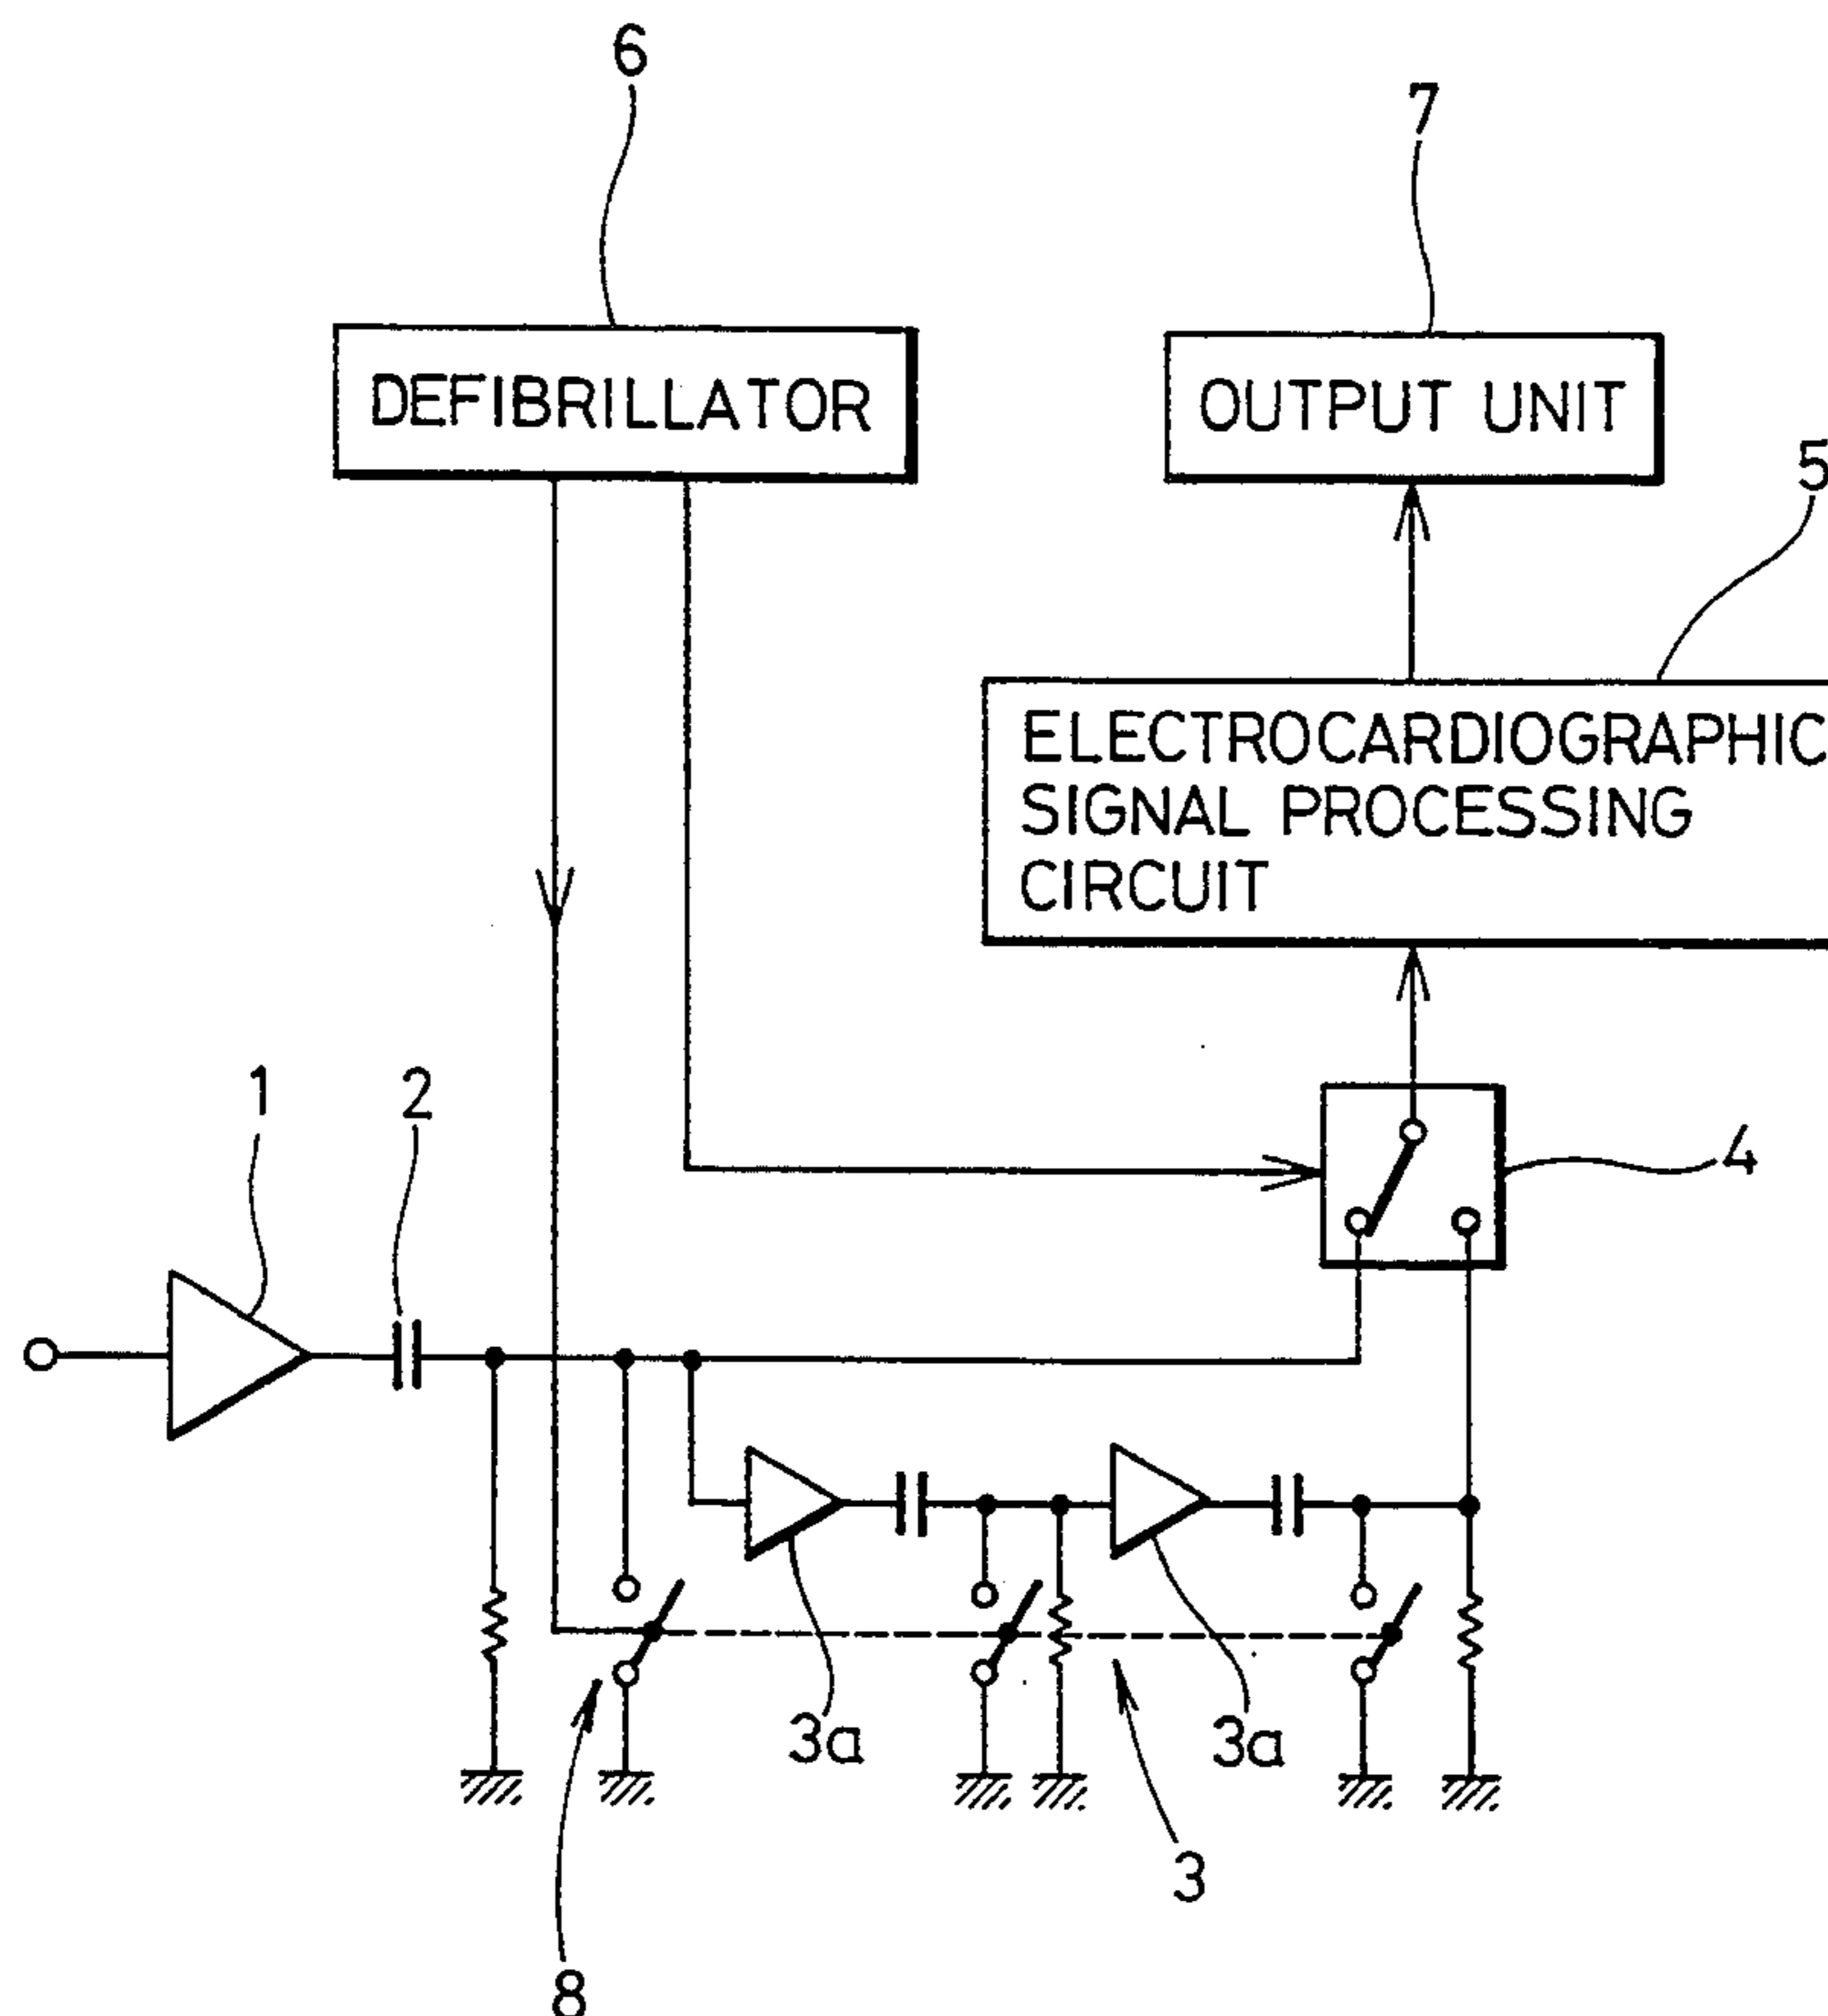 6
7
DEFIBRILLATOR
OUTPUT UNIT
5
ELECTROCARDIOGRAPHIC
SIGNAL PROCESSING
CIRCUIT
1
2
4
3a
3a
3
8